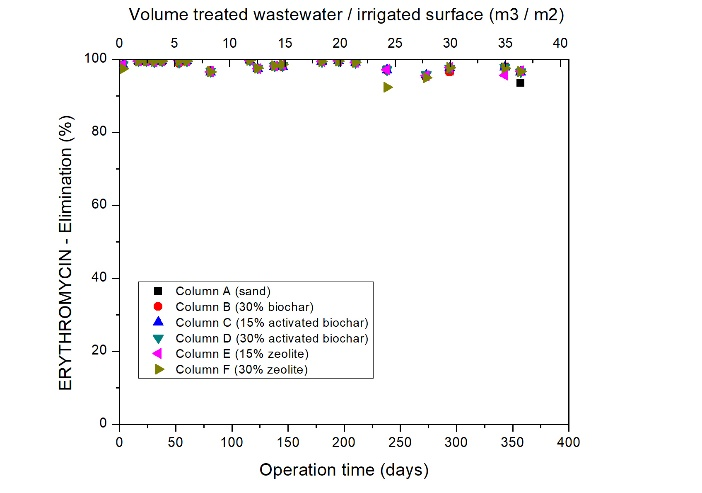 Volume treated wastewater / irrigated surface (m3 / m2)
0 5 10 15 20 25 30 35 40
ERYTHROMYCIN - Elimination (%)
100
80
60
40
20
0
Column A (sand)
Column B (30% biochar)
Column C (15% activated biochar)
Column D (30% activated biochar)
Column E (15% zeolite)
Column F (30% zeolite)
0 50 100 150 200 250 300 350 400
Operation time (days)